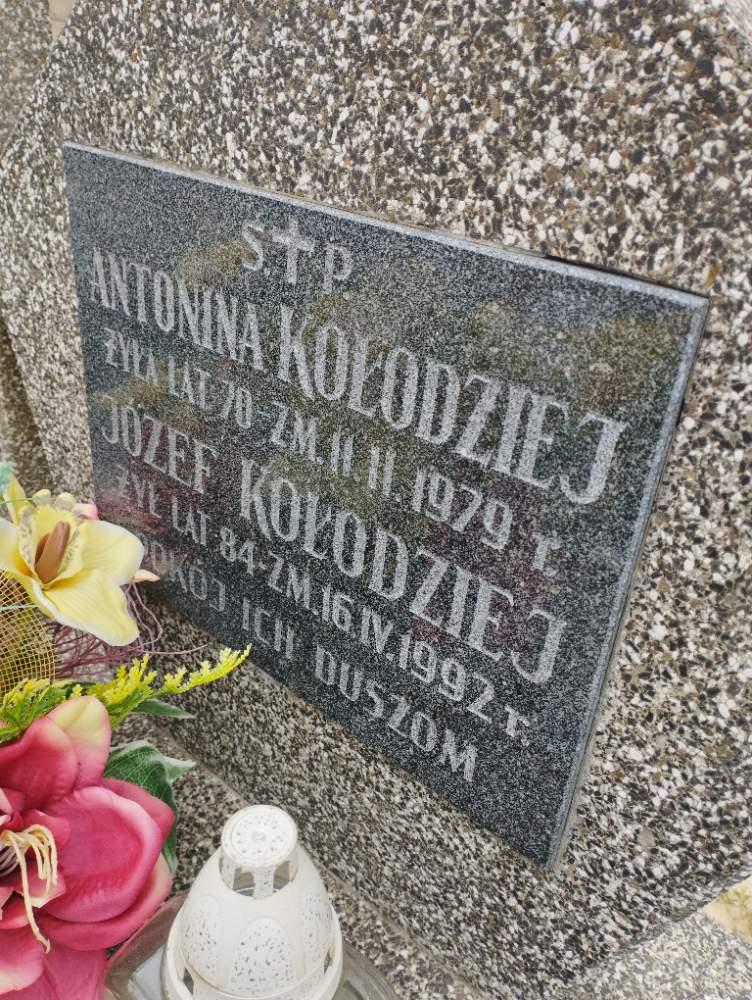 Ś.†P.
ANTONINA KOŁODZIEJ
ŻYŁA LAT 70-ZM.11.II.1979 r.
JÓZEF KOŁODZIEJ
ŻYŁ LAT 84-ZM.16.IV.1992 r.
POKÓJ ICH DUSZOM